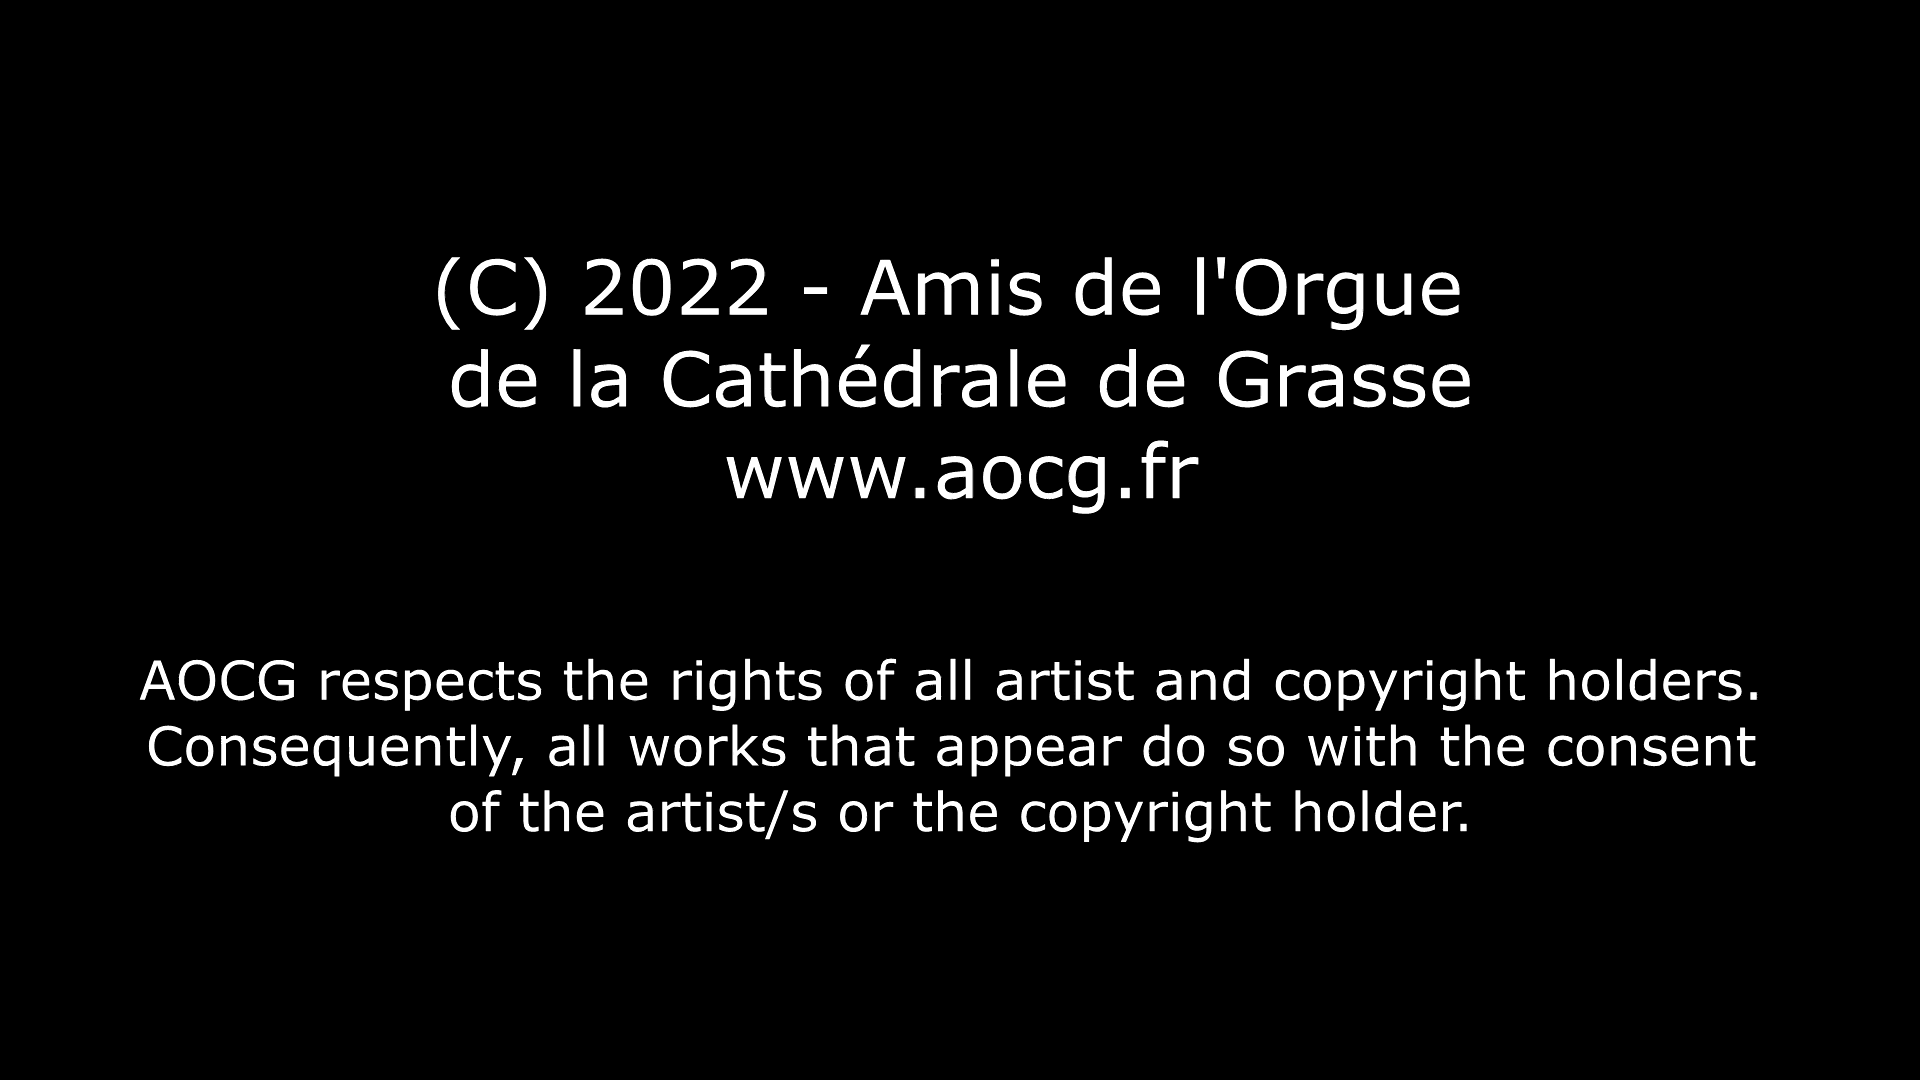 (C) 2022 - Amis de l'Orgue
de la Cathédrale de Grasse
www.aocg.fr
AOCG respects the rights of all artist and copyright holders.
Consequently, all works that appear do so with the consent
of the artist/s or the copyright holder.